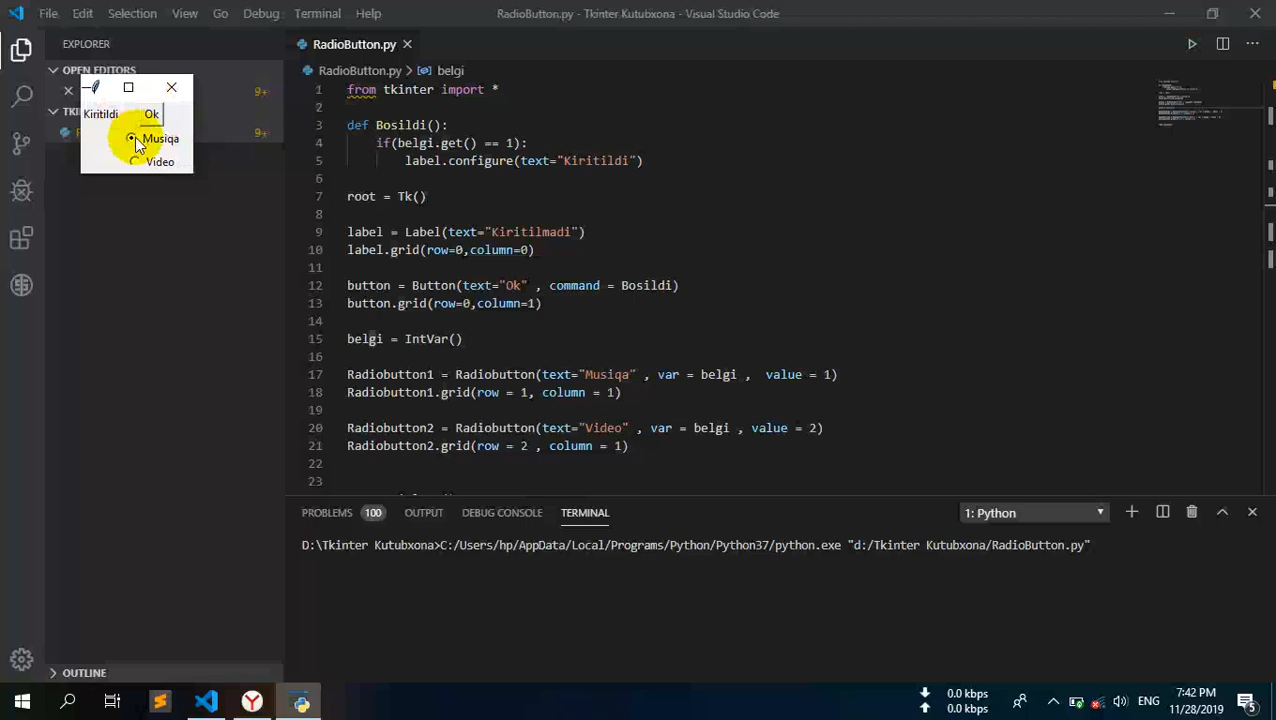 File Edit Selection View Go Debug Terminal Help
RadioButton.py - Tkinter Kutubxona - Visual Studio Code
EXPLORER
RadioButton.py
OPEN EDITORS
RadioButton.py
belgi
9+
9+
Kiritildi Ok
Musiqa
Video
1 from tkinter import *
2
3 def Bosildi():
4 if(belgi.get() == 1):
5 label.configure(text="Kiritildi")
6
7 root = Tk()
8
9 label = Label(text="Kiritilmadi")
10 label.grid(row=0,column=0)
11
12 button = Button(text="Ok" , command = Bosildi)
13 button.grid(row=0,column=1)
14
15 belgi = IntVar()
16
17 Radiobutton1 = Radiobutton(text="Musiqa" , var = belgi , value = 1)
18 Radiobutton1.grid(row = 1, column = 1)
19
20 Radiobutton2 = Radiobutton(text="Video" , var = belgi , value = 2)
21 Radiobutton2.grid(row = 2 , column = 1)
22
23
PROBLEMS 100 OUTPUT DEBUG CONSOLE TERMINAL
1: Python
D:\Tkinter Kutubxona>C:/Users/hp/AppData/Local/Programs/Python/Python37/python.exe "d:/Tkinter Kutubxona/RadioButton.py"
OUTLINE
0.0 kbps
0.0 kbps
ENG
7:42 PM
11/28/2019
5